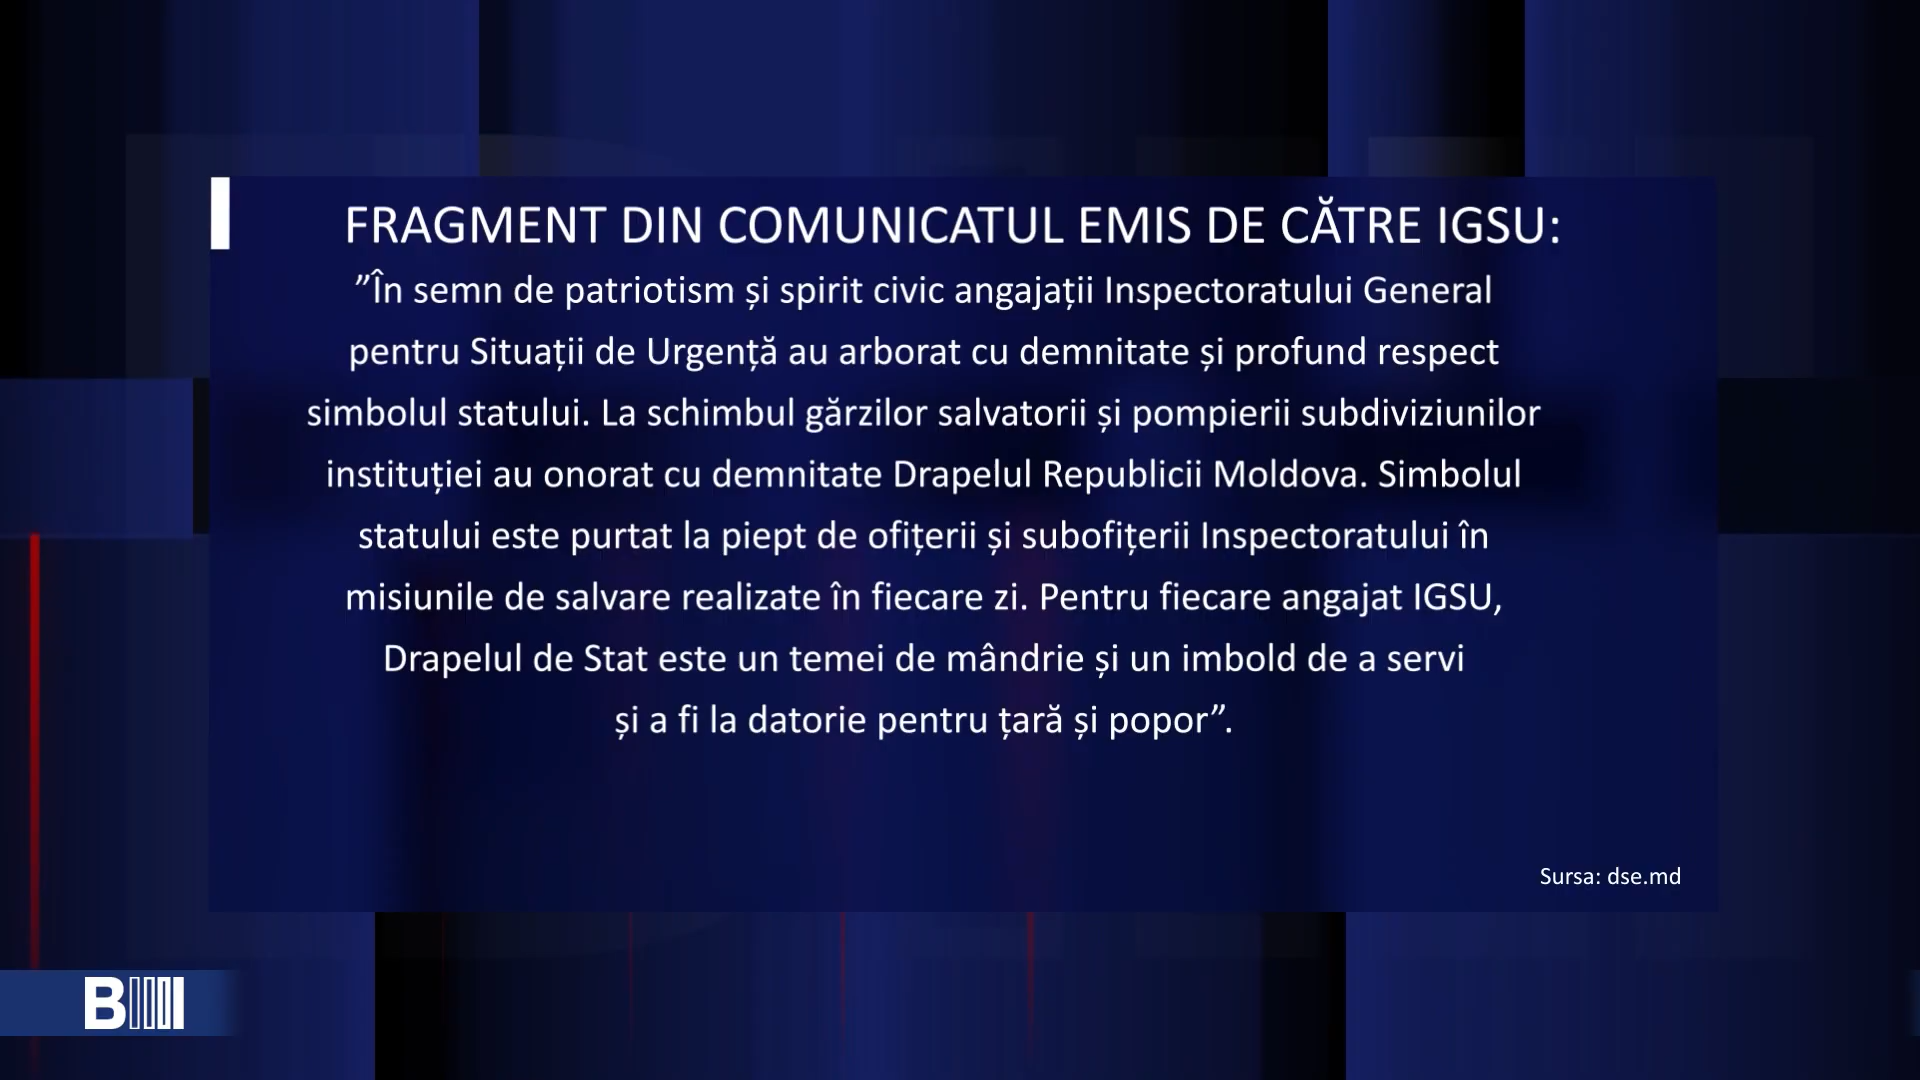 FRAGMENT DIN COMUNICATUL EMIS DE CĂTRE IGSU:
”În semn de patriotism și spirit civic angajații Inspectoratului General
pentru Situații de Urgență au arborat cu demnitate și profund respect
simbolul statului. La schimbul gărzilor salvatorii și pompierii subdiviziunilor
instituției au onorat cu demnitate Drapelul Republicii Moldova. Simbolul
statului este purtat la piept de ofițerii și subofițerii Inspectoratului în
misiunile de salvare realizate în fiecare zi. Pentru fiecare angajat IGSU,
Drapelul de Stat este un temei de mândrie și un imbold de a servi
și a fi la datorie pentru țară și popor”.
Sursa: dse.md
B